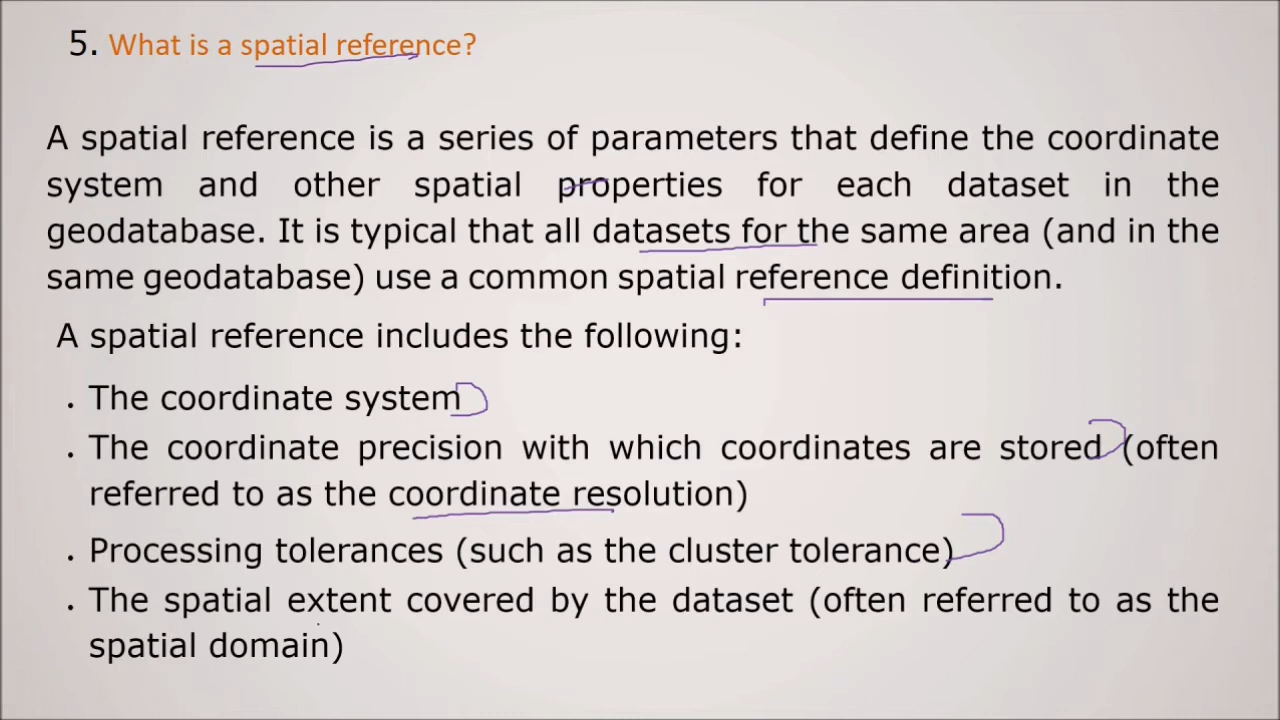 5. What is a spatial reference?
A spatial reference is a series of parameters that define the coordinate
system and other spatial properties for each dataset in the
geodatabase. It is typical that all datasets for the same area (and in the
same geodatabase) use a common spatial reference definition.
A spatial reference includes the following:
. The coordinate system
. The coordinate precision with which coordinates are stored (often
referred to as the coordinate resolution)
. Processing tolerances (such as the cluster tolerance)
. The spatial extent covered by the dataset (often referred to as the
spatial domain)